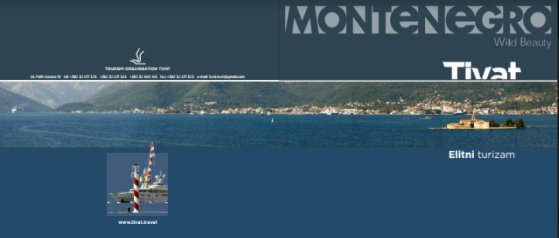 MONTENEGRO
Wild Beauty
TOURISM ORGANISATION TIVAT
Tivat
Elitni turizam
www.tivat.travel